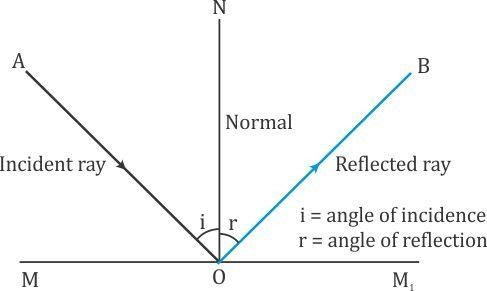 N
A
B
Normal
Incident ray
Reflected ray
i
r
i = angle of incidence
r = angle of reflection
M
O
M₁